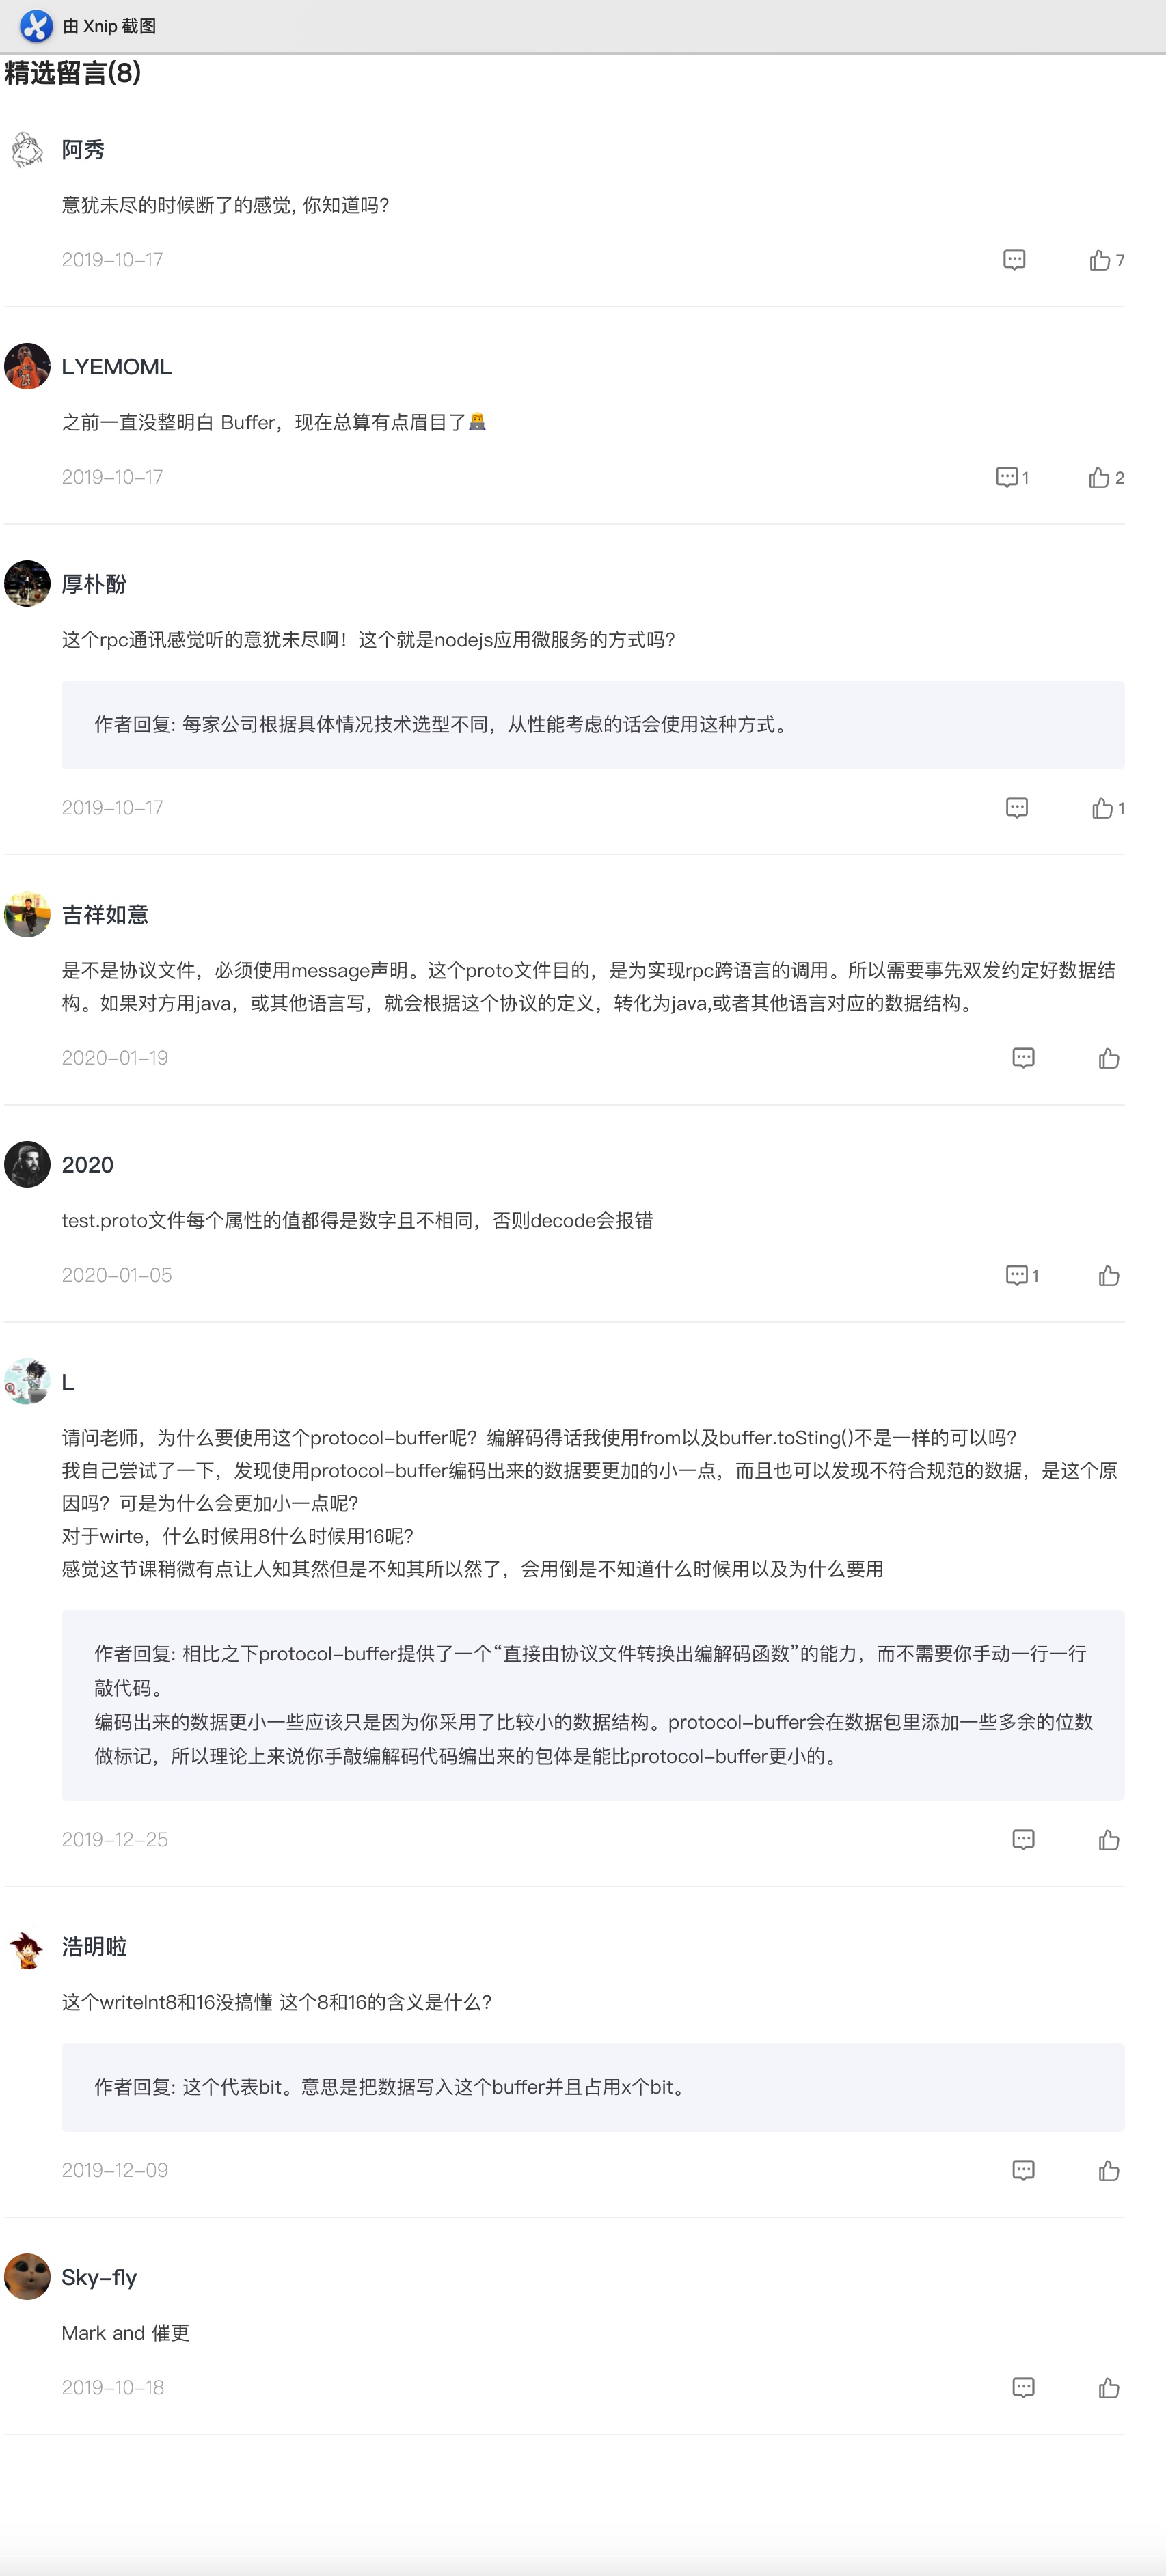 由 Xnip 截图
精选留言(8)
阿秀
意犹未尽的时候断了的感觉, 你知道吗?
2019-10-17
7
LYEMOML
之前一直没整明白 Buffer，现在总算有点眉目了👨‍💻
2019-10-17
1
2
厚朴酚
这个rpc通讯感觉听的意犹未尽啊！这个就是nodejs应用微服务的方式吗?
作者回复: 每家公司根据具体情况技术选型不同，从性能考虑的话会使用这种方式。
2019-10-17
1
吉祥如意
是不是协议文件，必须使用message声明。这个proto文件目的，是为实现rpc跨语言的调用。所以需要事先双发约定好数据结
构。如果对方用java，或其他语言写，就会根据这个协议的定义，转化为java,或者其他语言对应的数据结构。
2020-01-19
2020
test.proto文件每个属性的值都得是数字且不相同，否则decode会报错
2020-01-05
1
L
请问老师，为什么要使用这个protocol-buffer呢？编解码得话我使用from以及buffer.toSting()不是一样的可以吗?
我自己尝试了一下，发现使用protocol-buffer编码出来的数据要更加的小一点，而且也可以发现不符合规范的数据，是这个原
因吗？可是为什么会更加小一点呢?
对于wirte，什么时候用8什么时候用16呢?
感觉这节课稍微有点让人知其然但是不知其所以然了，会用倒是不知道什么时候用以及为什么要用
作者回复: 相比之下protocol-buffer提供了一个“直接由协议文件转换出编解码函数”的能力，而不需要你手动一行一行
敲代码。
编码出来的数据更小一些应该只是因为你采用了比较小的数据结构。protocol-buffer会在数据包里添加一些多余的位数
做标记，所以理论上来说你手敲编解码代码编出来的包体是能比protocol-buffer更小的。
2019-12-25
浩明啦
这个writeInt8和16没搞懂 这个8和16的含义是什么?
作者回复: 这个代表bit。意思是把数据写入这个buffer并且占用x个bit。
2019-12-09
Sky-fly
Mark and 催更
2019-10-18